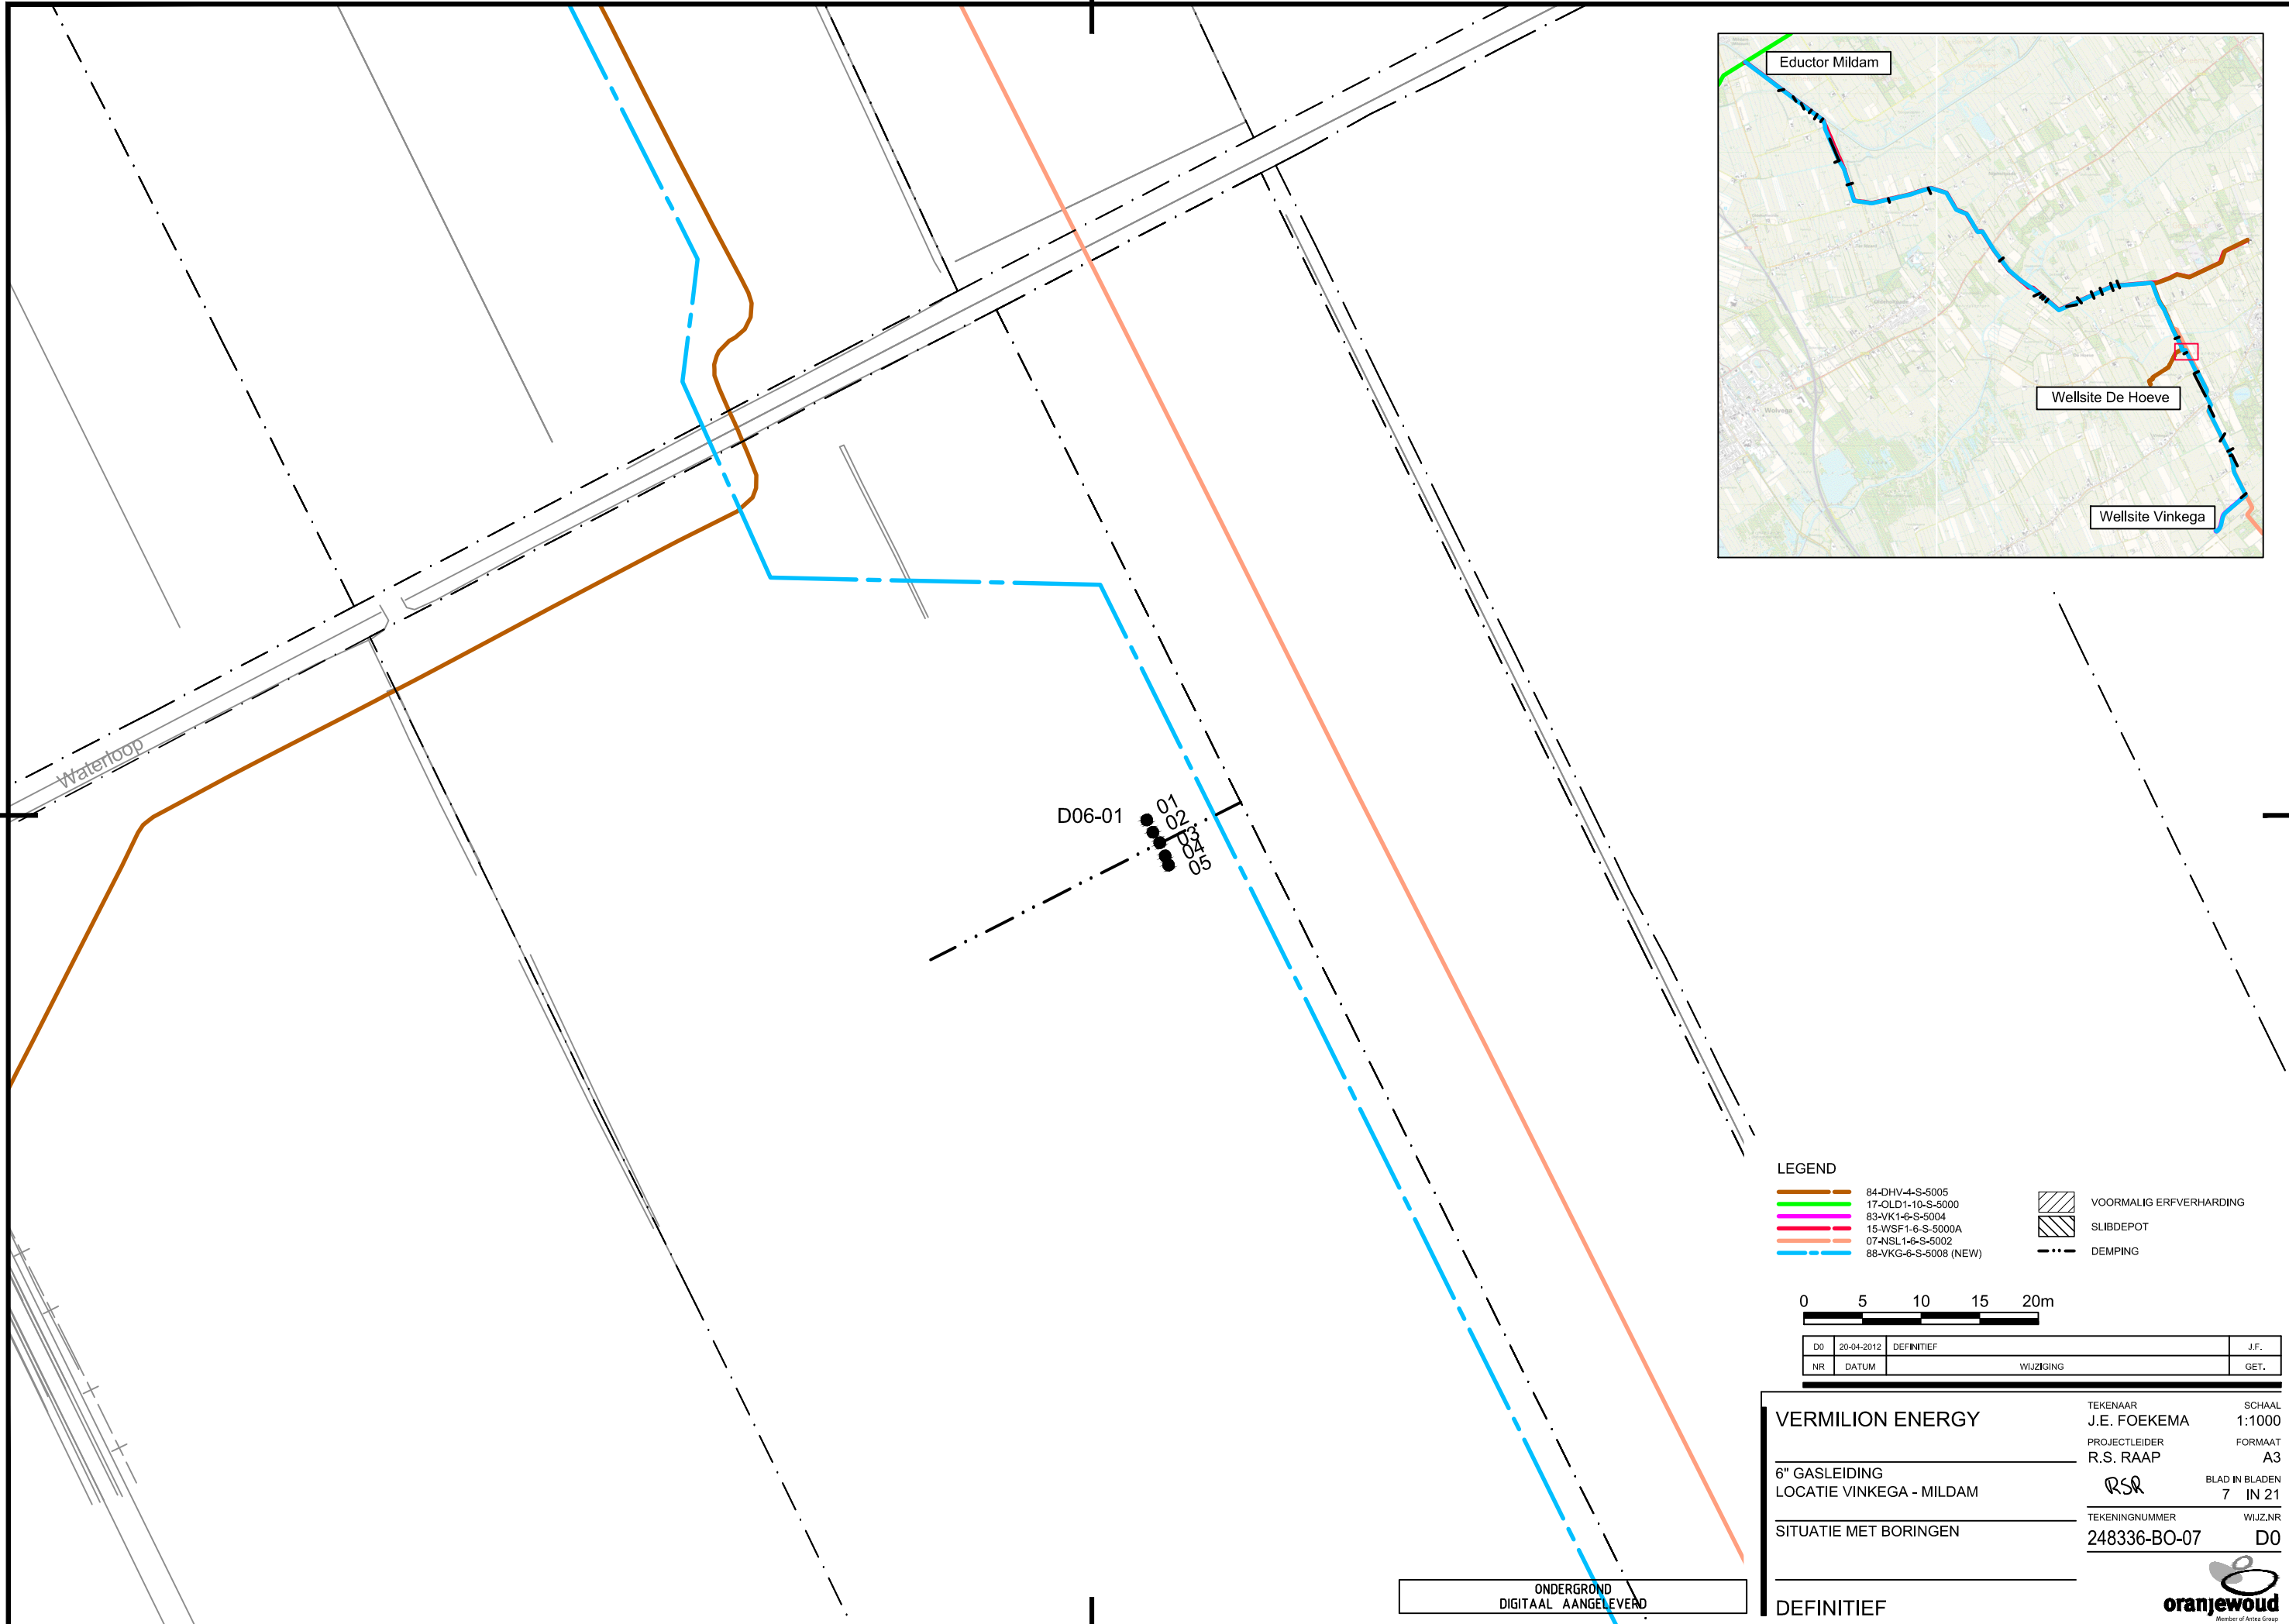 Eductor Mildam
Wellsite De Hoeve
Wellsite Vinkega
Waterloop
D06-01
01
02
03
04
05
LEGEND
84-DHV-4-S-5005
17-OLD1-10-S-5000
83-VK1-6-S-5004
15-WSF1-6-S-5000A
07-NSL1-6-S-5002
88-VKG-6-S-5008 (NEW)
VOORMALIG ERFVERHARDING
SLIBDEPOT
DEMPING
0 5 10 15 20m
D0 20-04-2012 DEFINITIEF J.F.
NR DATUM WIJZIGING GET.
VERMILION ENERGY
6" GASLEIDING
LOCATIE VINKEGA - MILDAM
SITUATIE MET BORINGEN
DEFINITIEF
TEKENAAR SCHAAL
J.E. FOEKEMA 1:1000
PROJECTLEIDER FORMAAT
R.S. RAAP A3
RSR
BLAD IN BLADEN
7 IN 21
TEKENINGNUMMER WIJZ.NR
248336-BO-07 D0
oranjewoud
Member of Antea Group
ONDERGROND
DIGITAAL AANGELEVERD